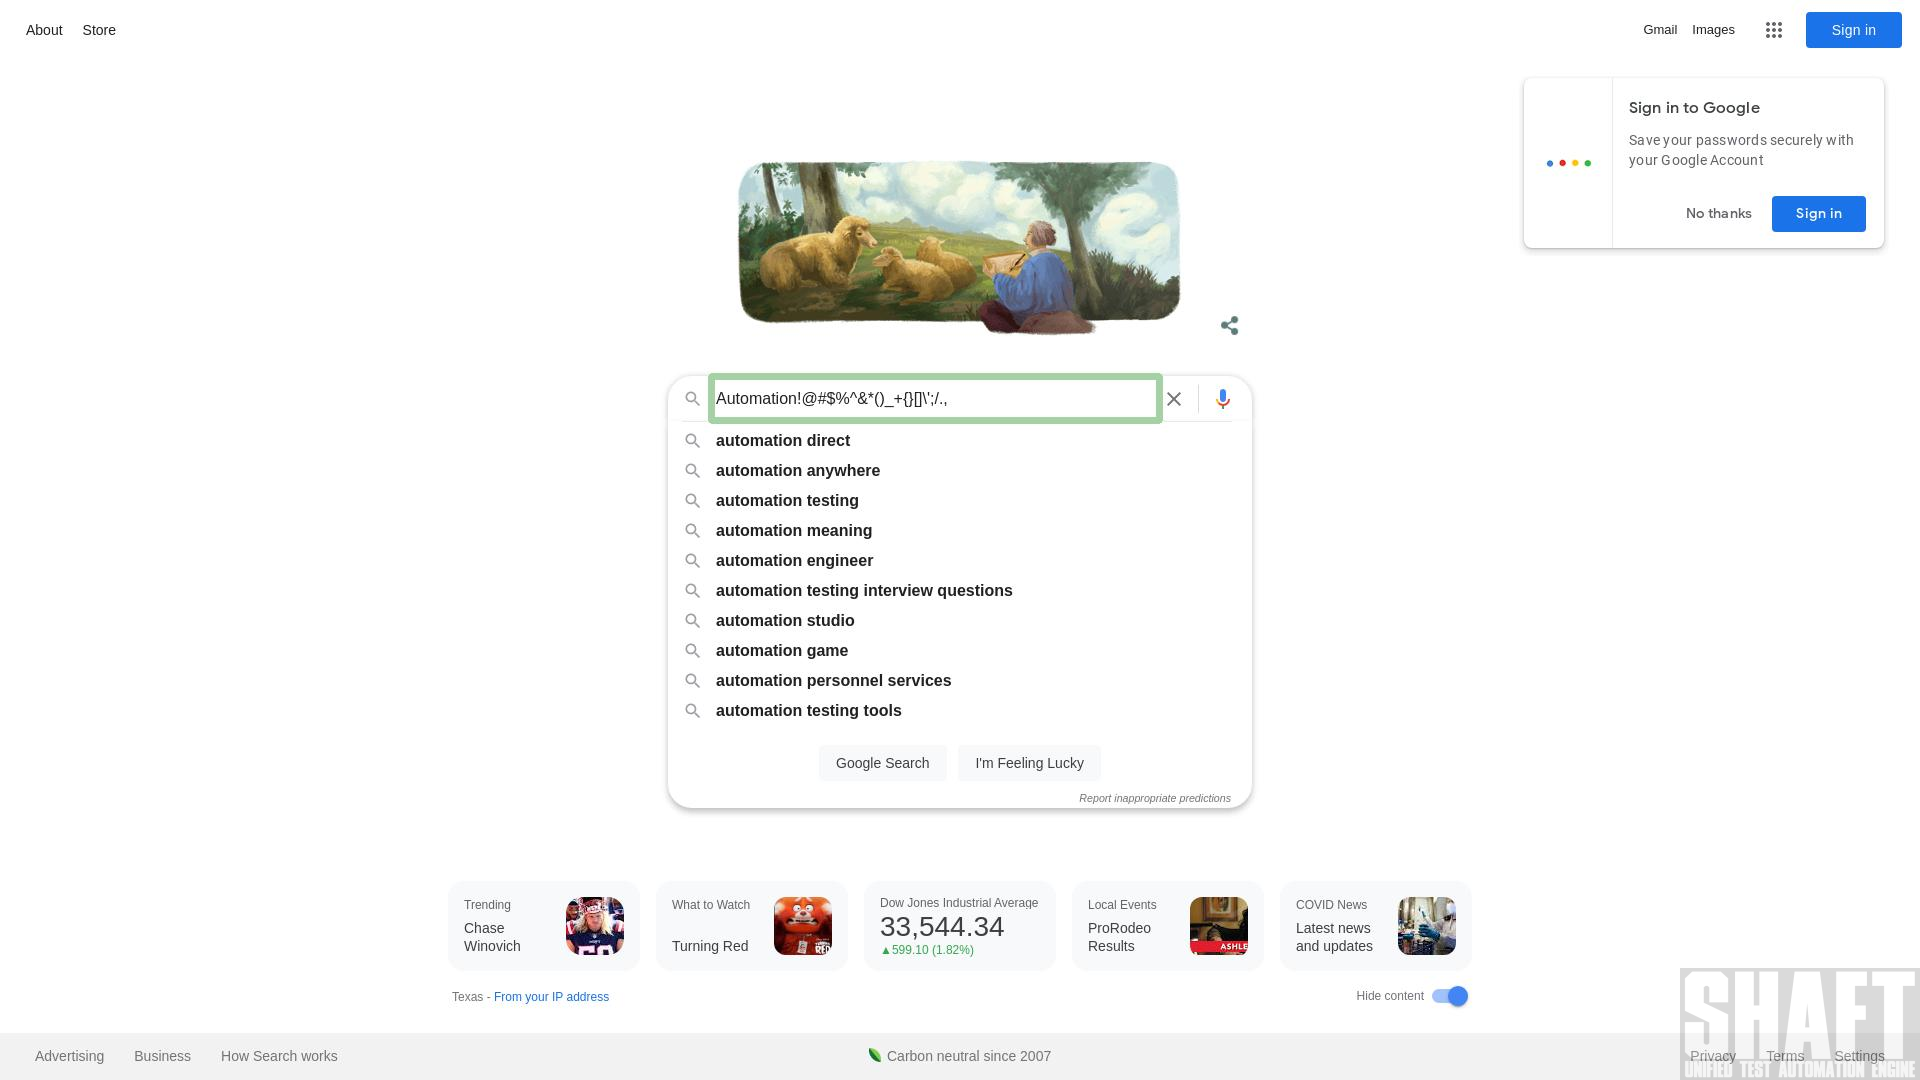 About Store
Gmail Images Sign in
Sign in to Google
Save your passwords securely with
your Google Account
No thanks Sign in
Automation!@#$%^&*()_+{}[]\';/.,
automation direct
automation anywhere
automation testing
automation meaning
automation engineer
automation testing interview questions
automation studio
automation game
automation personnel services
automation testing tools
Google Search I'm Feeling Lucky
Report inappropriate predictions
Trending
Chase
Winovich
What to Watch
Turning Red
RED
Dow Jones Industrial Average
33,544.34
▲599.10 (1.82%)
Local Events
ProRodeo
Results
ASHLE
COVID News
Latest news
and updates
Texas - From your IP address
Hide content
Advertising Business How Search works
Carbon neutral since 2007
Privacy Terms Settings
SHAFT
UNIFIED TEST AUTOMATION ENGINE